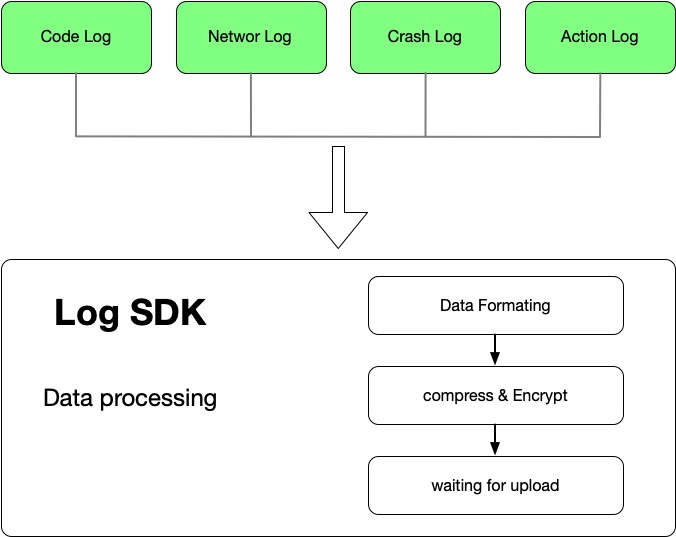 Code Log
Networ Log
Crash Log
Action Log
Log SDK
Data processing
Data Formating
compress & Encrypt
waiting for upload